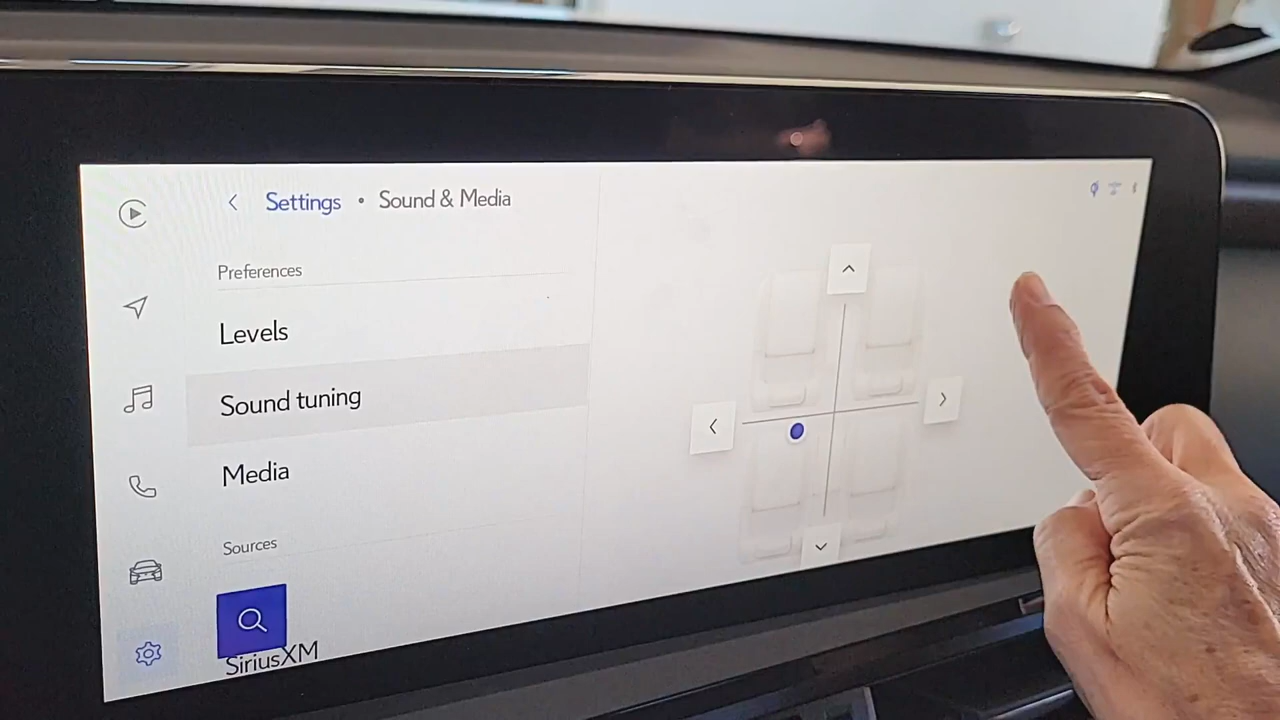 Settings • Sound & Media
Preferences
Levels
Sound tuning
Media
Sources
SiriusXM